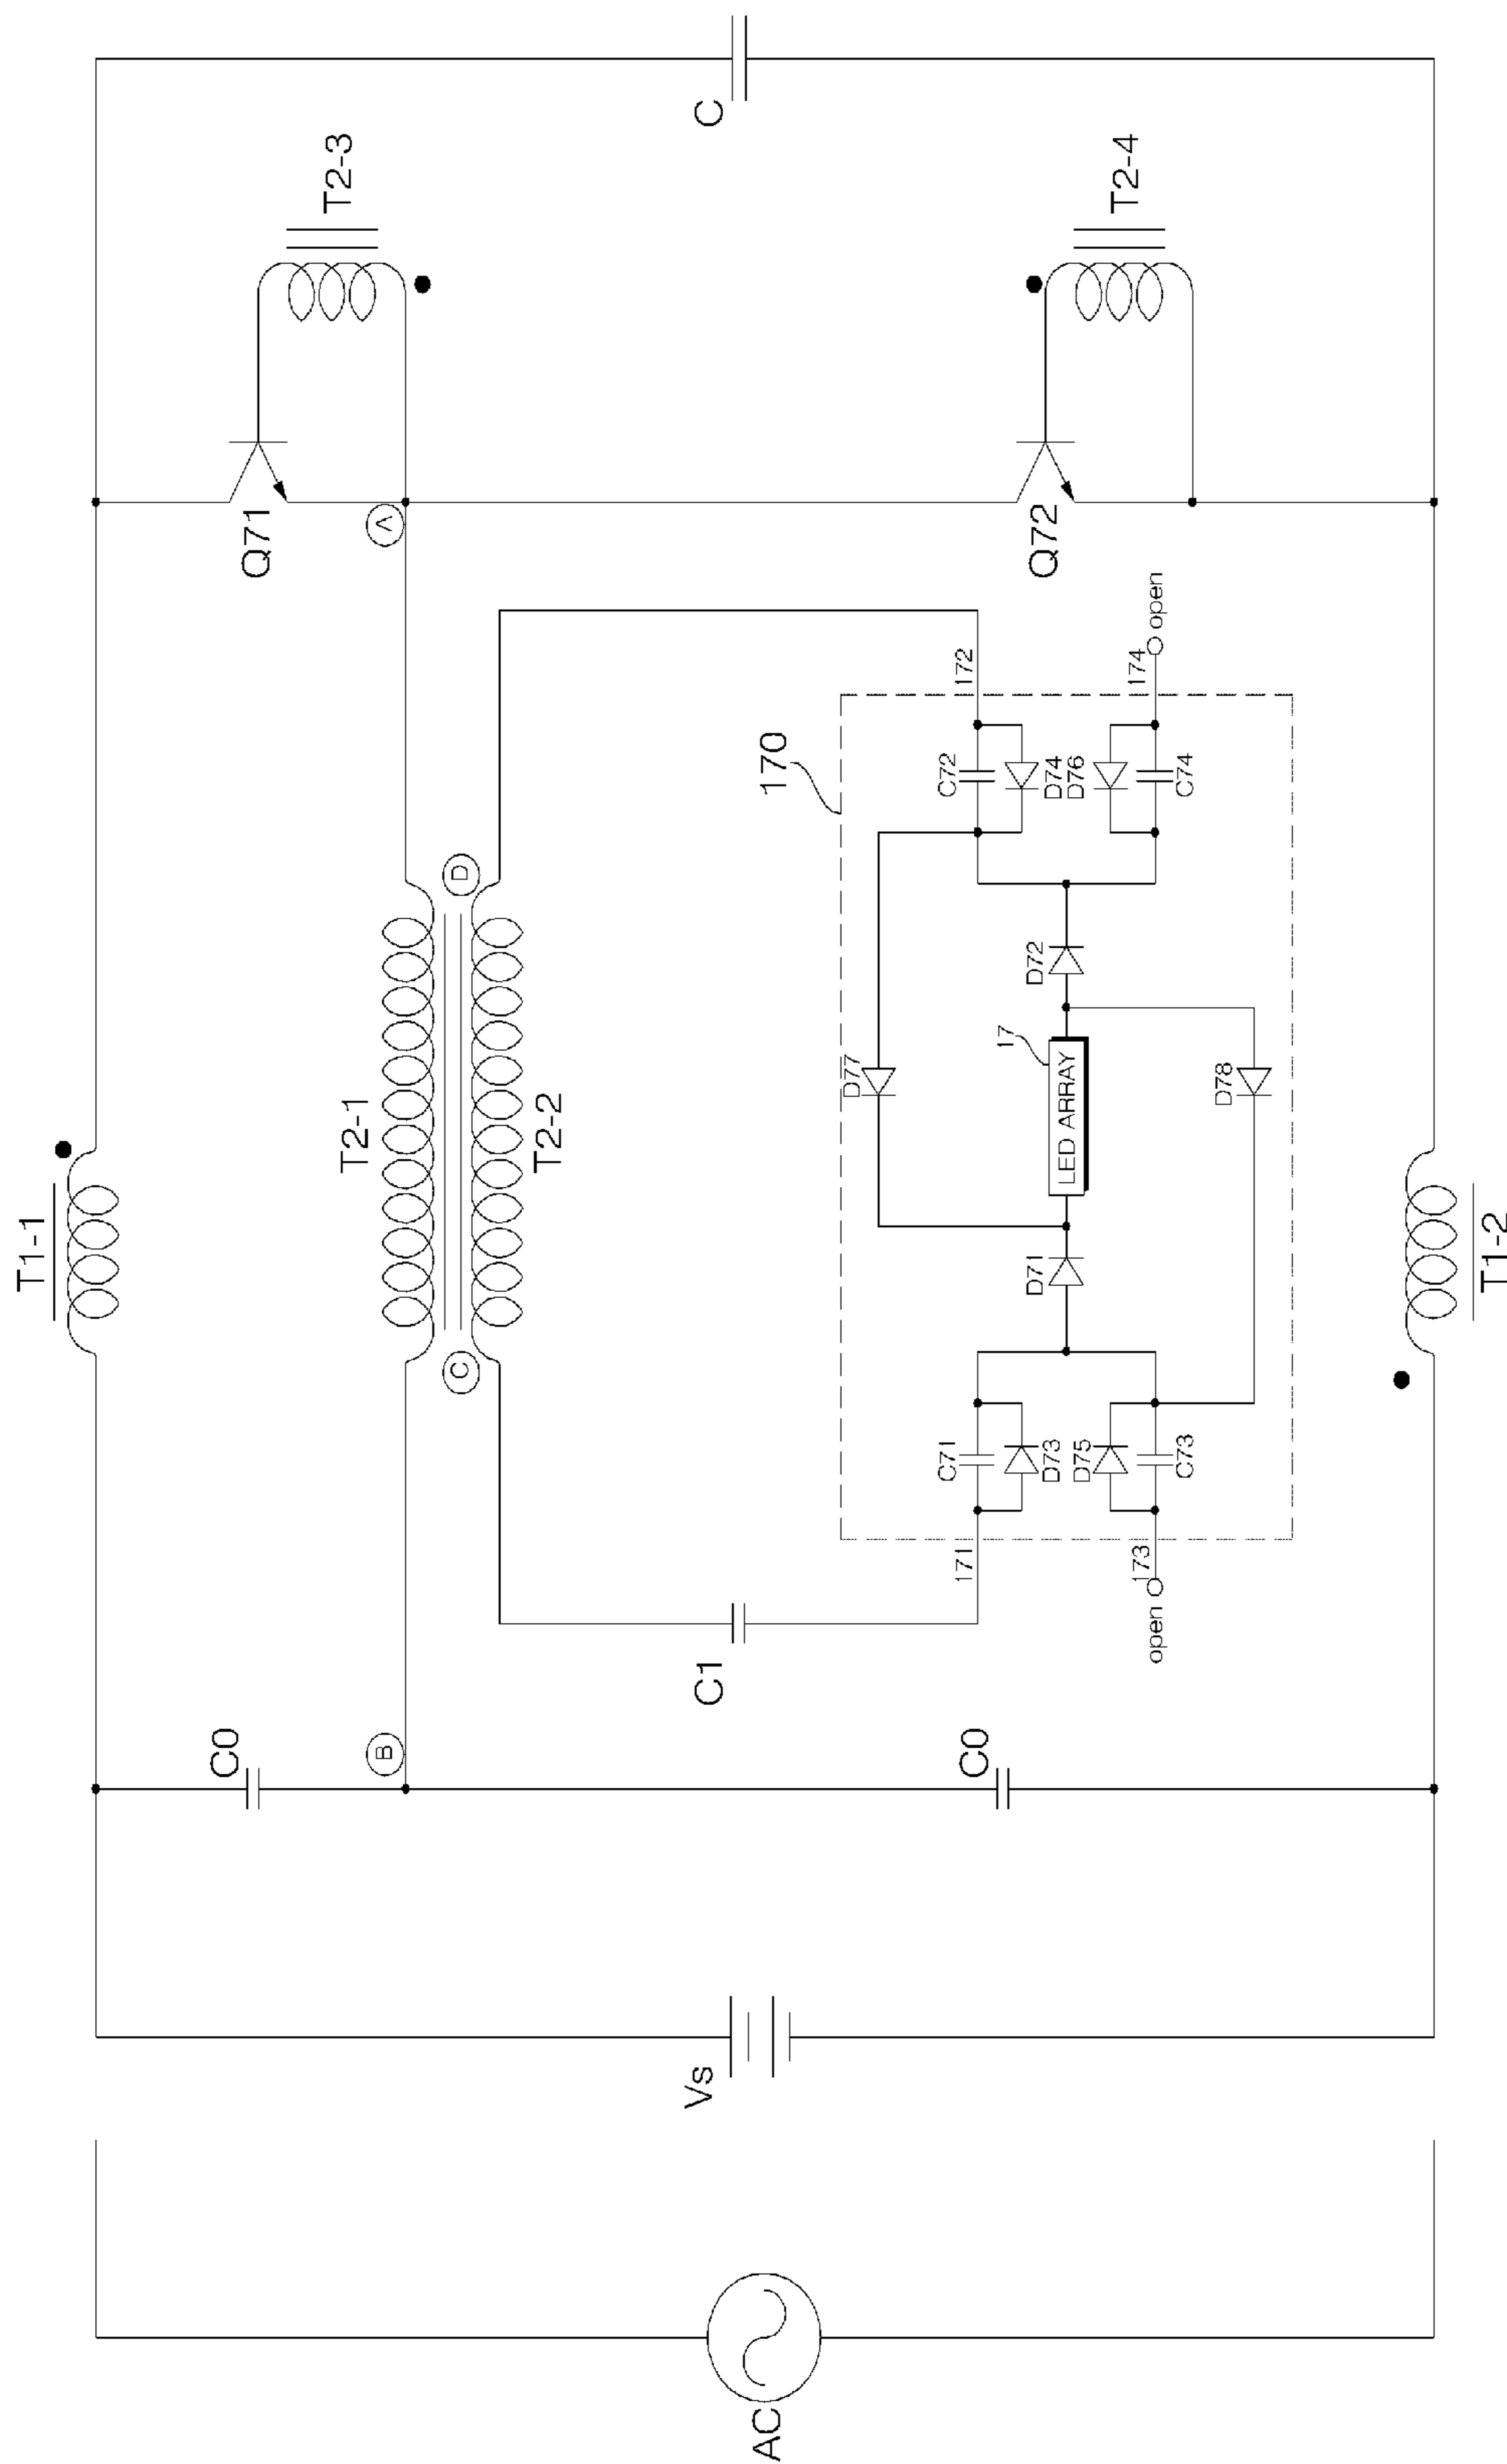 T1-1
C0
Q71
T2-3
A
B
T2-1
C
D
T2-2
C1
Vs
AC
C
170
D77
171
C71
D73
172
C72
D74
17
LED ARRAY
D71
D72
173
open
D75
C73
174
open
D76
C74
D78
C0
Q72
T2-4
T1-2